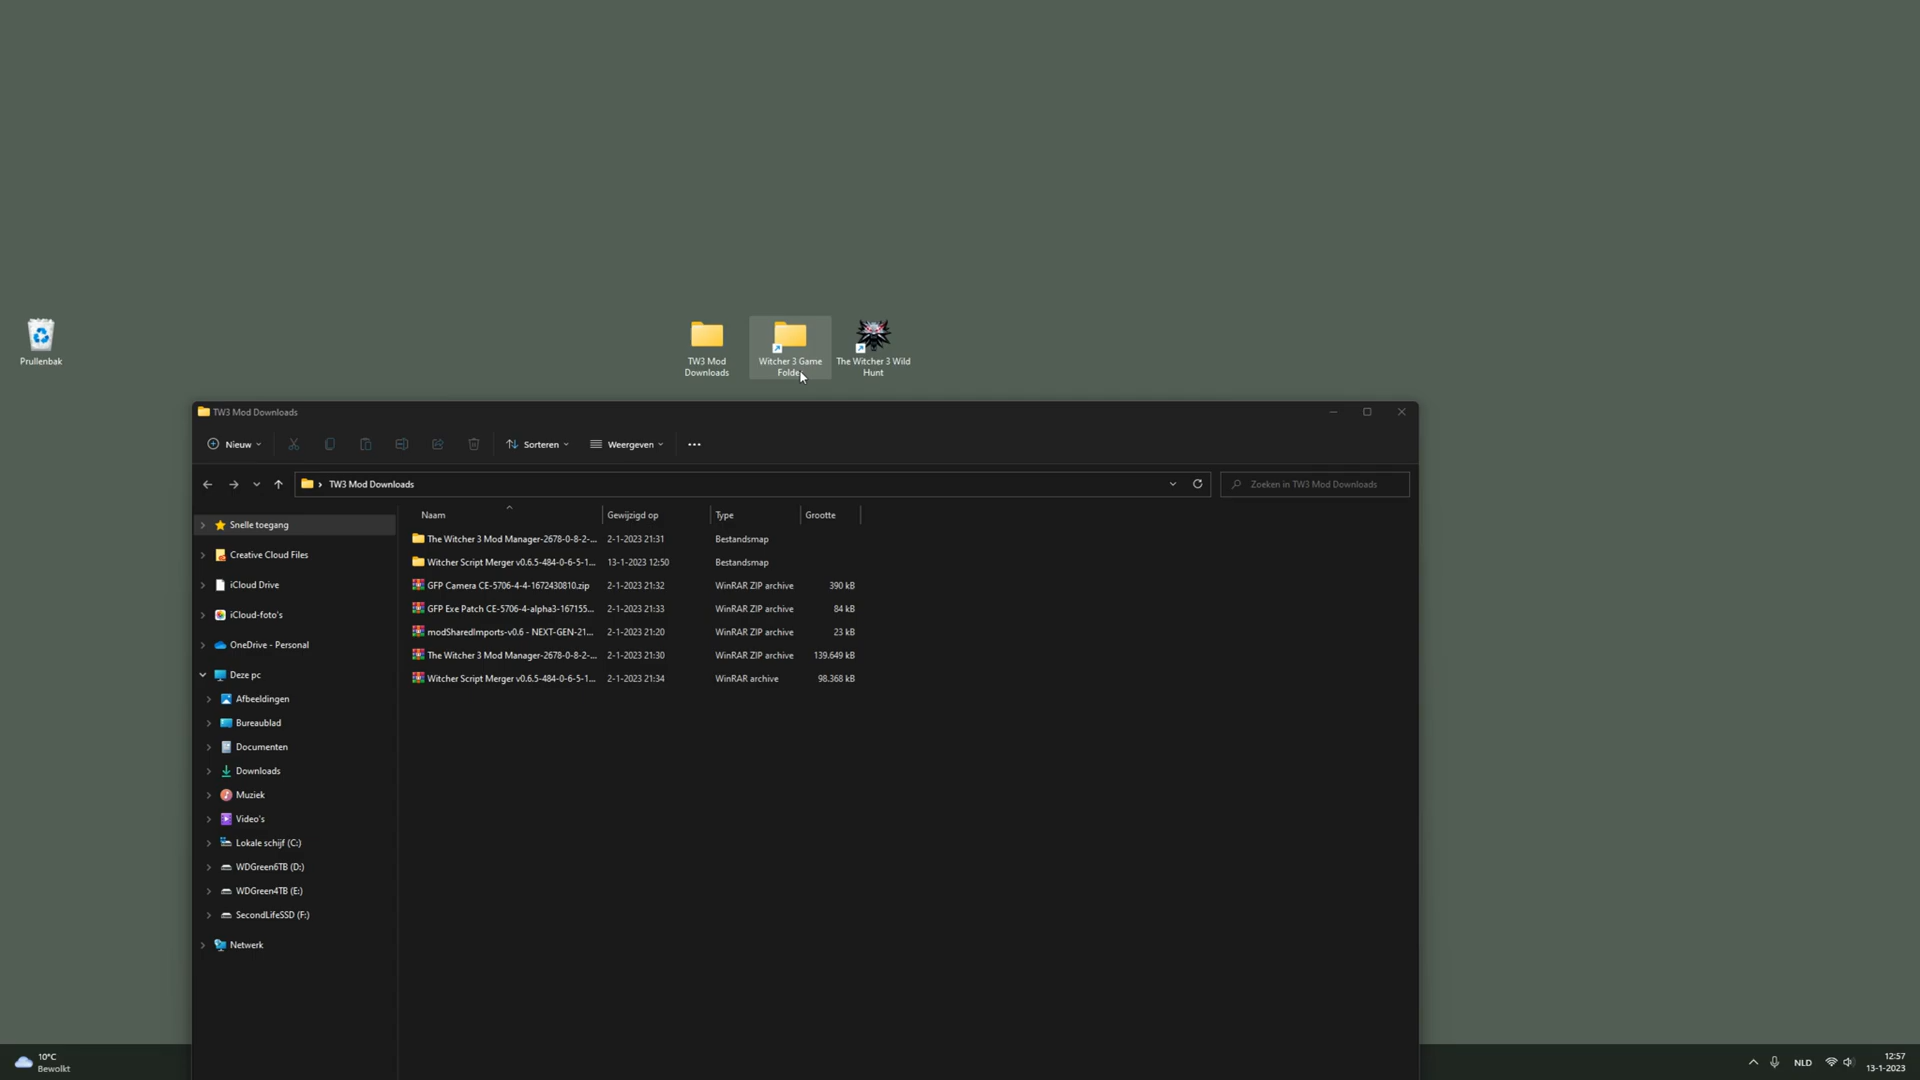 Prullenbak
TW3 Mod
Downloads
Witcher 3 Game
Folde
The Witcher 3 Wild
Hunt
TW3 Mod Downloads
Nieuw
Sorteren
Weergeven
TW3 Mod Downloads
Zoeken in TW3 Mod Downloads
Naam Gewijzigd op Type Grootte
The Witcher 3 Mod Manager-2678-0-8-2-... 2-1-2023 21:31 Bestandsmap
Witcher Script Merger v0.6.5-484-0-6-5-1... 13-1-2023 12:50 Bestandsmap
GFP Camera CE-5706-4-4-1672430810.zip 2-1-2023 21:32 WinRAR ZIP archive 390 kB
GFP Exe Patch CE-5706-4-alpha3-167155... 2-1-2023 21:33 WinRAR ZIP archive 84 kB
modSharedImports-v0.6 - NEXT-GEN-21... 2-1-2023 21:20 WinRAR ZIP archive 23 kB
The Witcher 3 Mod Manager-2678-0-8-2-... 2-1-2023 21:30 WinRAR ZIP archive 139.649 kB
Witcher Script Merger v0.6.5-484-0-6-5-1... 2-1-2023 21:34 WinRAR archive 98.368 kB
Snelle toegang
Creative Cloud Files
iCloud Drive
iCloud-foto's
OneDrive - Personal
Deze pc
Afbeeldingen
Bureaublad
Documenten
Downloads
Muziek
Video's
Lokale schijf (C:)
WDGreen6TB (D:)
WDGreen4TB (E:)
SecondLifeSSD (F:)
Netwerk
10°C
Bewolkt
NLD
12:57
13-1-2023